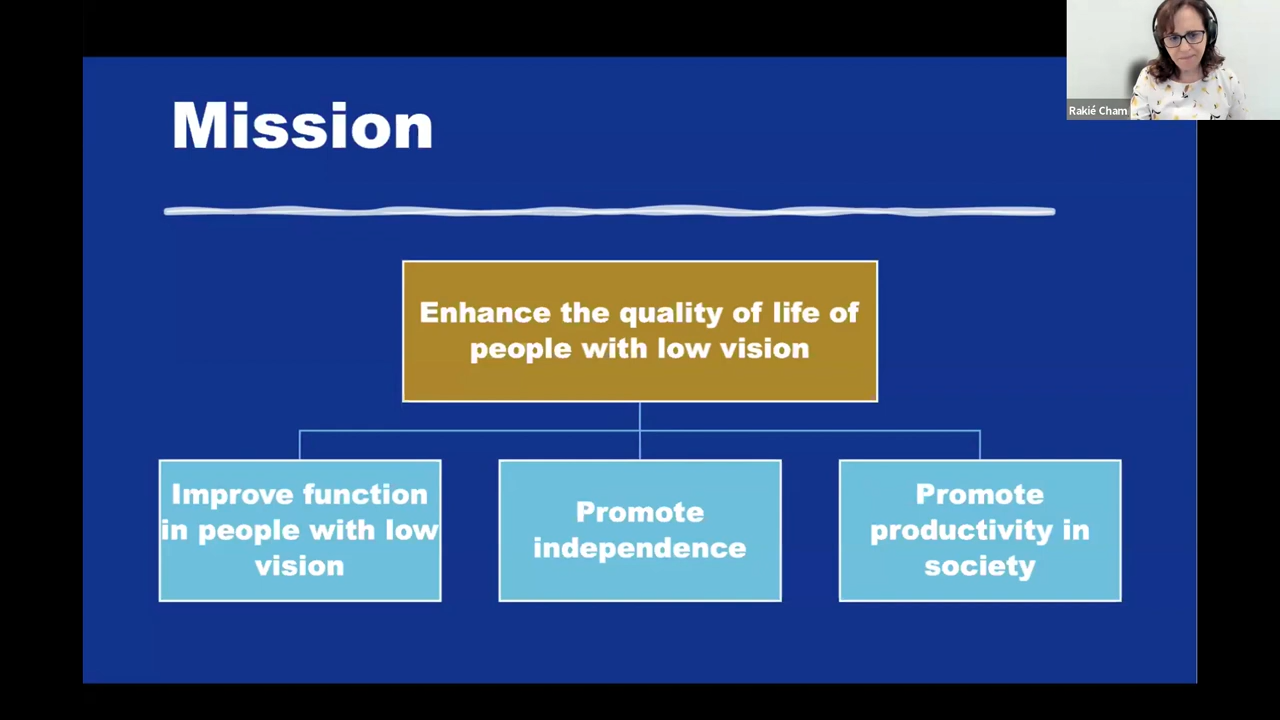 Mission
Rakié Cham
Enhance the quality of life of
people with low vision
Improve function
in people with low
vision
Promote
independence
Promote
productivity in
society